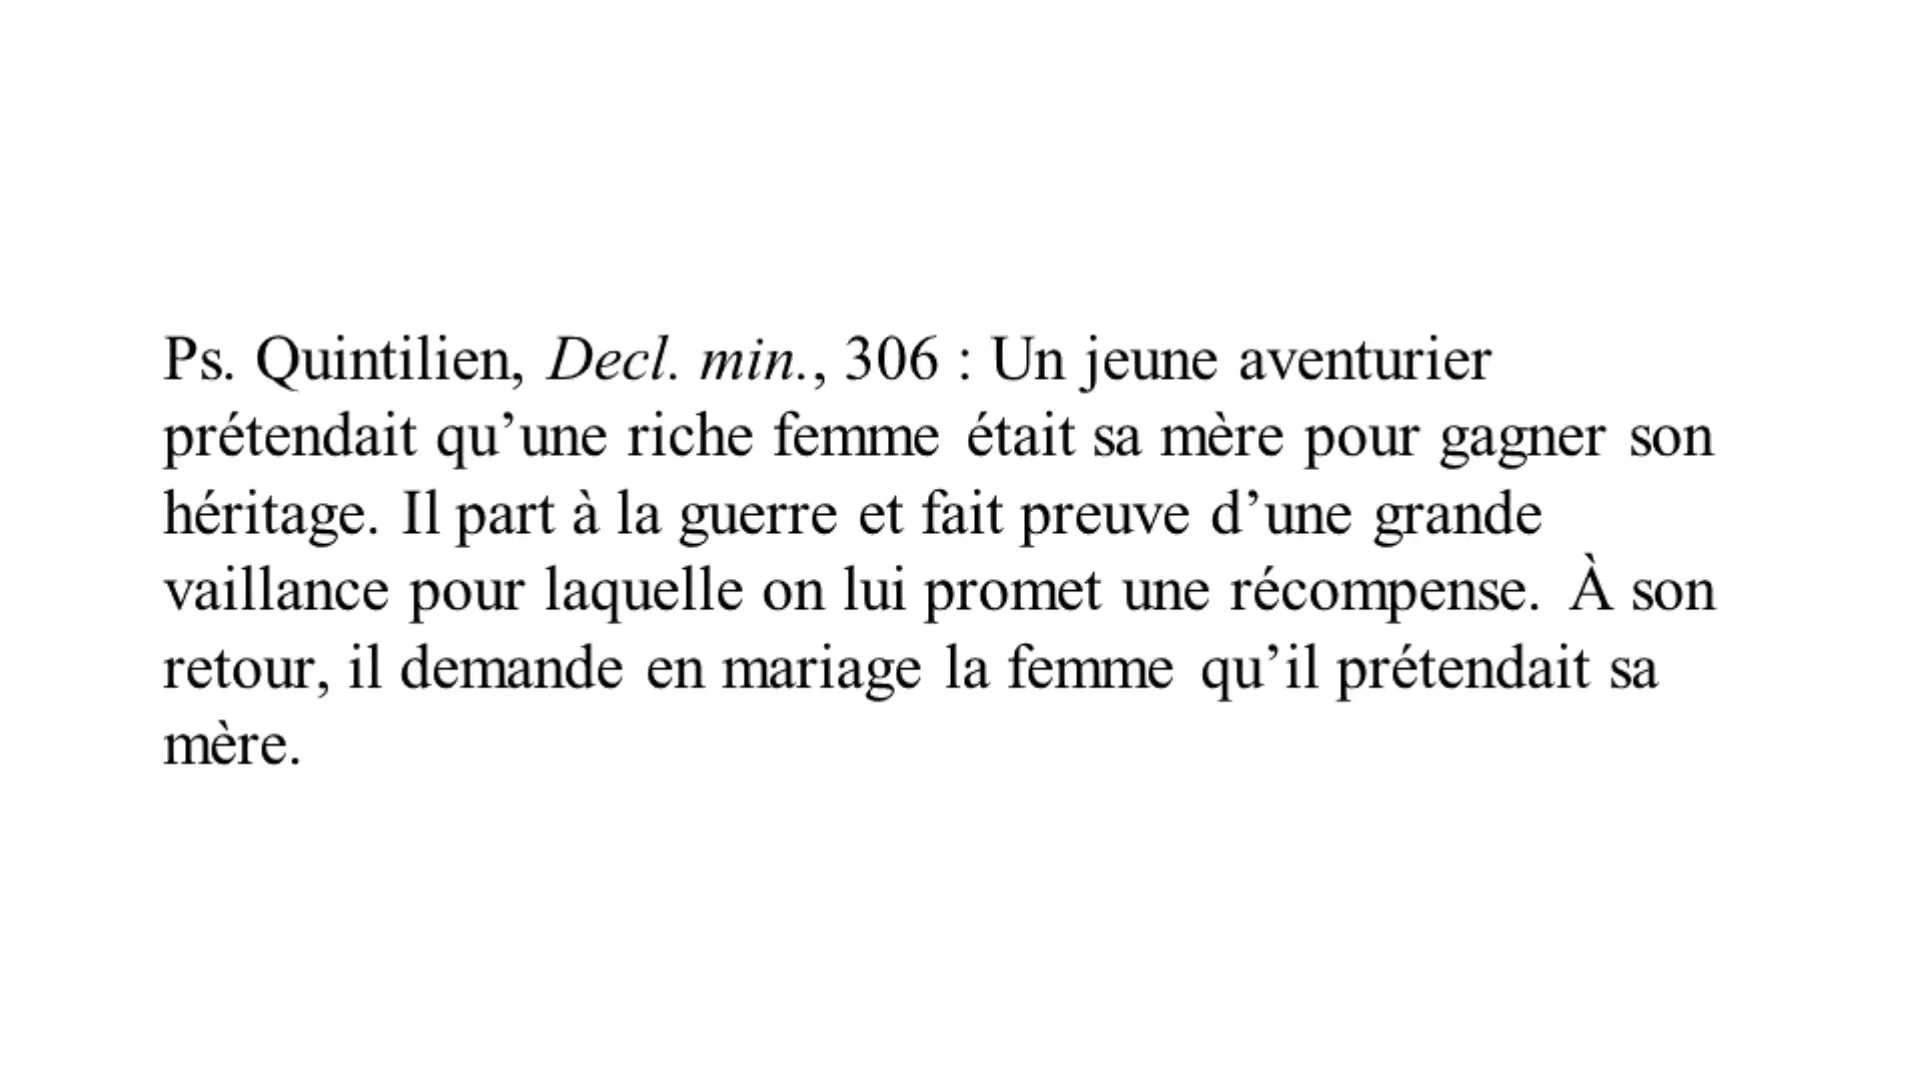 Ps. Quintilien, Decl. min., 306 : Un jeune aventurier
prétendait qu’une riche femme était sa mère pour gagner son
héritage. Il part à la guerre et fait preuve d’une grande
vaillance pour laquelle on lui promet une récompense. À son
retour, il demande en mariage la femme qu’il prétendait sa
mère.